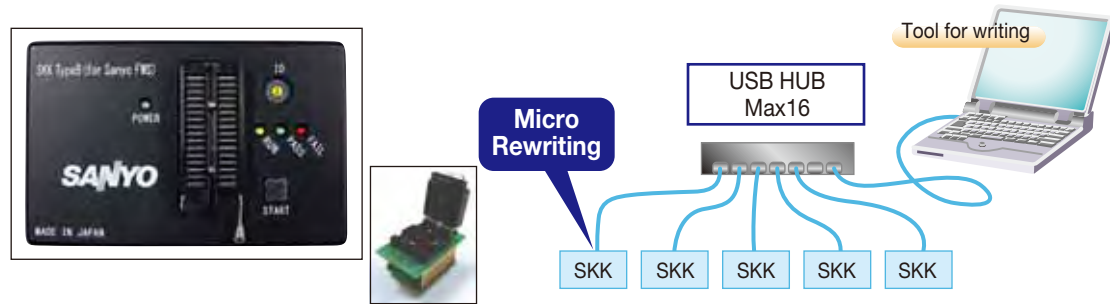 SKK TypeB (for Sanyo FWS)
ID
POWER
RUN
PASS
FAIL
SANYO
START
MADE IN JAPAN
Micro
Rewriting
USB HUB
Max16
Tool for writing
SKK
SKK
SKK
SKK
SKK